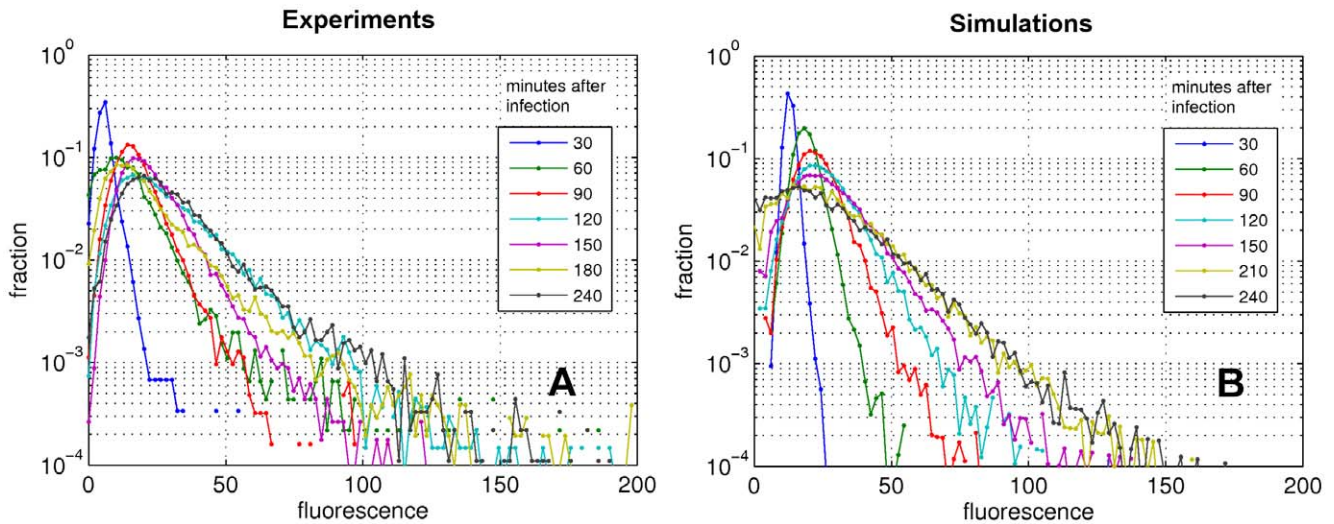 Experiments
10^0
10^-1
10^-2
10^-3
10^-4
fraction
0
50
100
150
200
fluorescence
minutes after
infection
30
60
90
120
150
180
240
A
Simulations
10^0
10^-1
10^-2
10^-3
10^-4
fraction
0
50
100
150
200
fluorescence
minutes after
infection
30
60
90
120
150
210
240
B